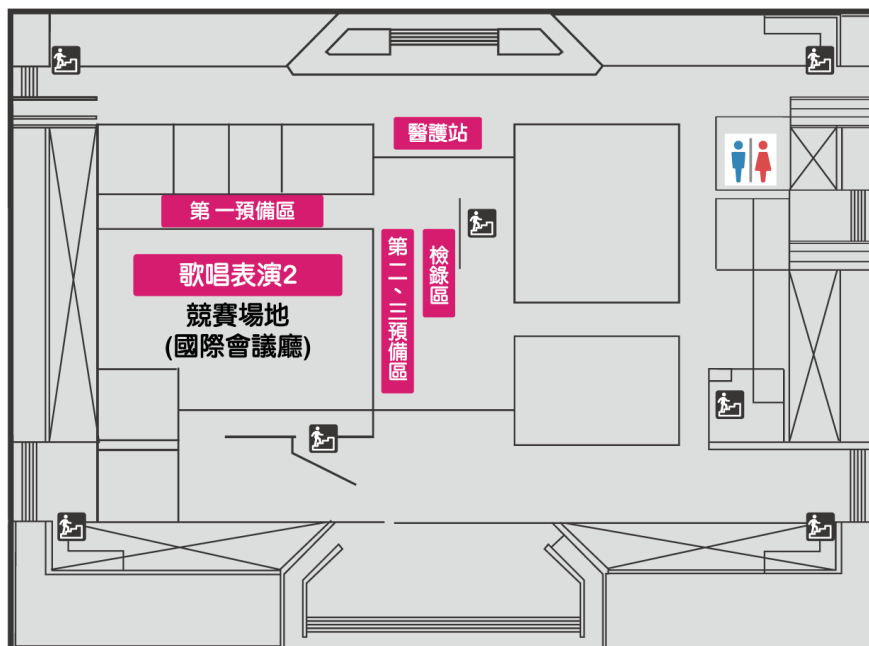 醫護站
第一預備區
歌唱表演2
競賽場地
(國際會議廳)
第二、三預備區
檢錄區